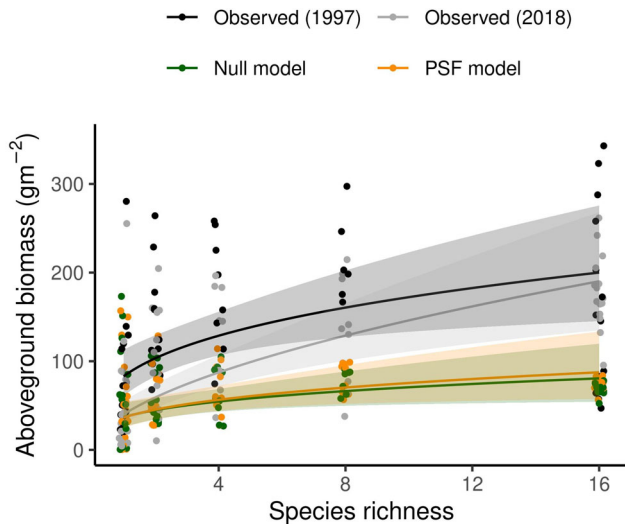 Observed (1997) Observed (2018)
Null model PSF model
Aboveground biomass (gm⁻²)
300
200
100
0
4 8 12 16
Species richness